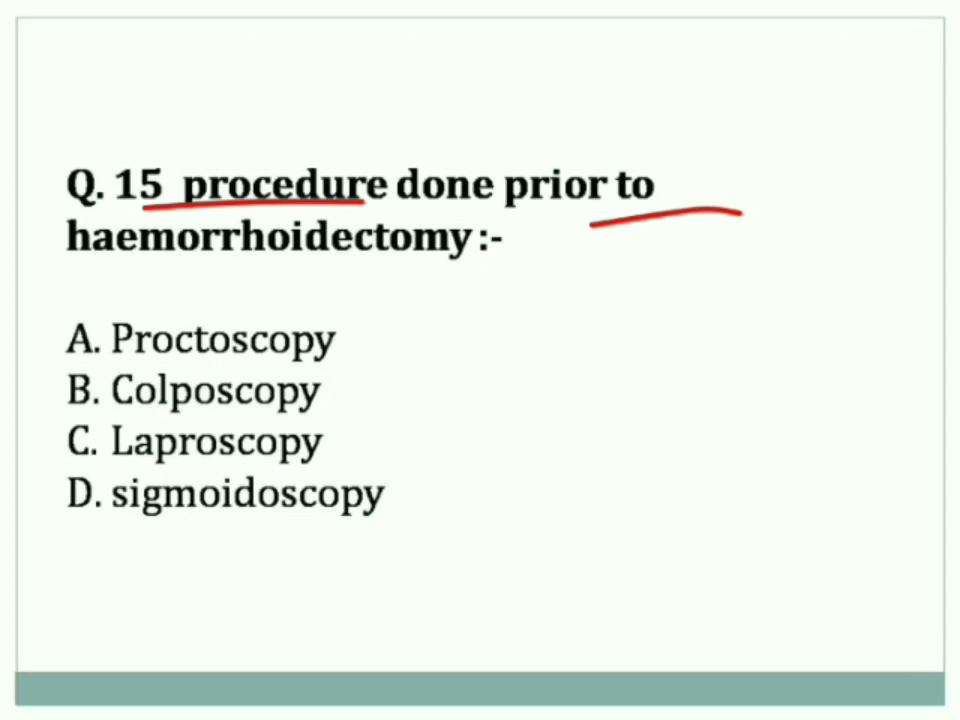 Q. 15 procedure done prior to
haemorrhoidectomy :-
A. Proctoscopy
B. Colposcopy
C. Laproscopy
D. sigmoidoscopy